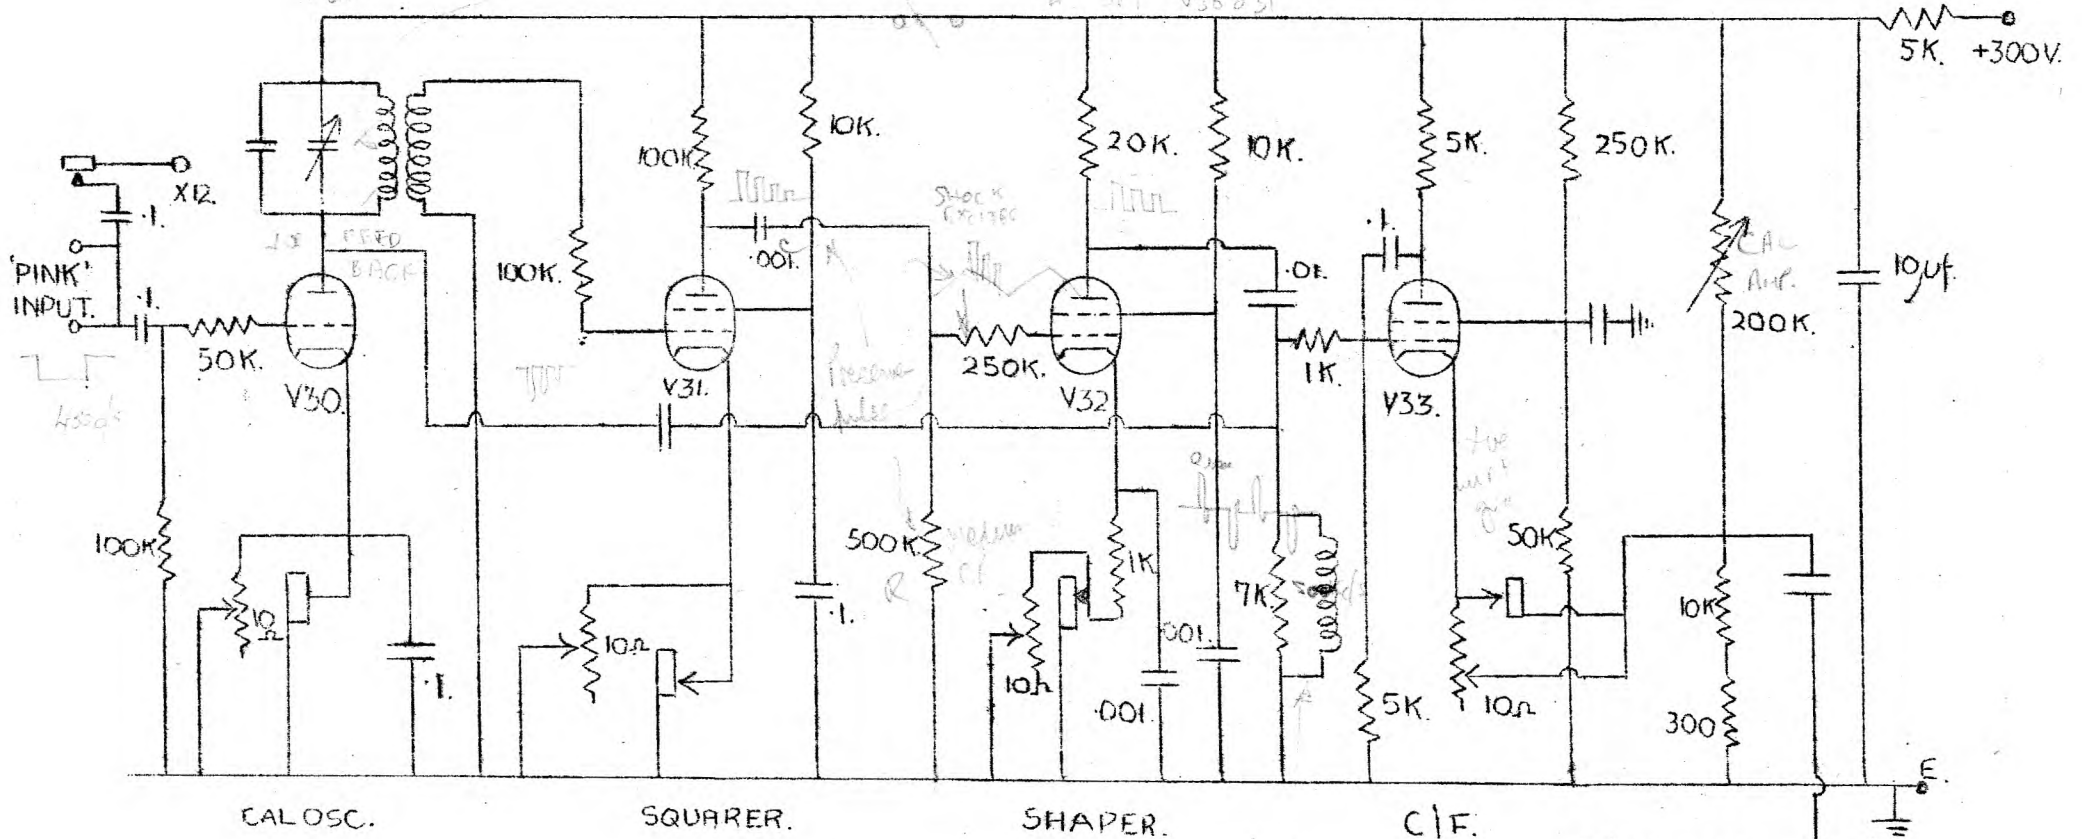 5K. +300V.
10K.
100K
20K.
10K.
5K.
250K.
X12.
.1.
'PINK'
INPUT.
.1.
50K.
V30.
FEED
BACK
100K.
.001.
V31.
SHOCK
250K.
V32
.01.
1K.
.1.
V33.
CAL
200K.
10µf.
pulse
100K
10Ω
.1.
10Ω
.1.
500K.
R
10Ω
1K
.001.
.001.
7K.
5K.
50K
10Ω
10K
300
E.
CAL OSC.
SQUARER.
SHAPER.
C/F.